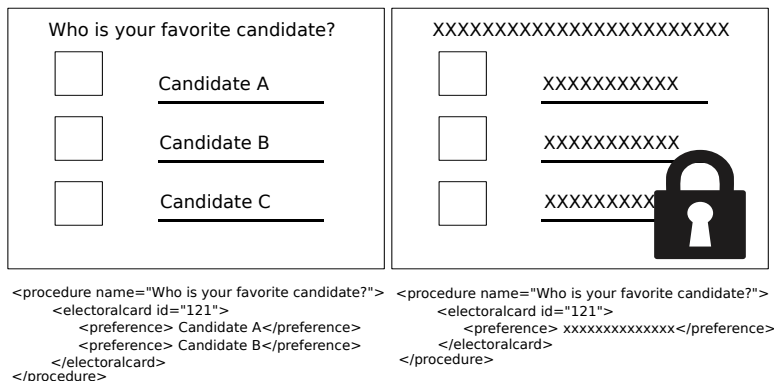 Who is your favorite candidate?
Candidate A
Candidate B
Candidate C
<procedure name="Who is your favorite candidate?">
<electoralcard id="121">
<preference> Candidate A</preference>
<preference> Candidate B</preference>
</electoralcard>
</procedure>
XXXXXXXXXXXXXXXXXXXXXXXX
XXXXXXXXXXX
XXXXXXXXXXX
XXXXXXXXX
<procedure name="Who is your favorite candidate?">
<electoralcard id="121">
<preference> xxxxxxxxxxxxxx</preference>
</electoralcard>
</procedure>